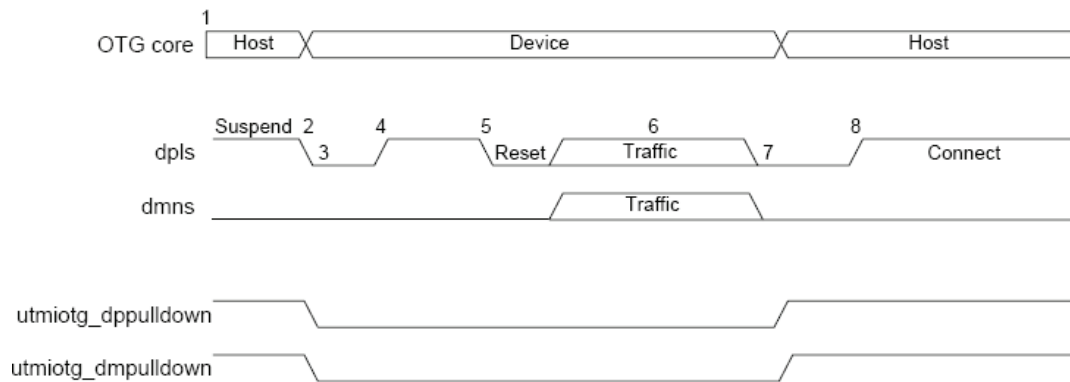 1
OTG core Host Device Host
Suspend 2 4 5 6 8
dpls 3 Reset Traffic 7 Connect
dmns Traffic
utmiotg_dppulldown
utmiotg_dmpulldown